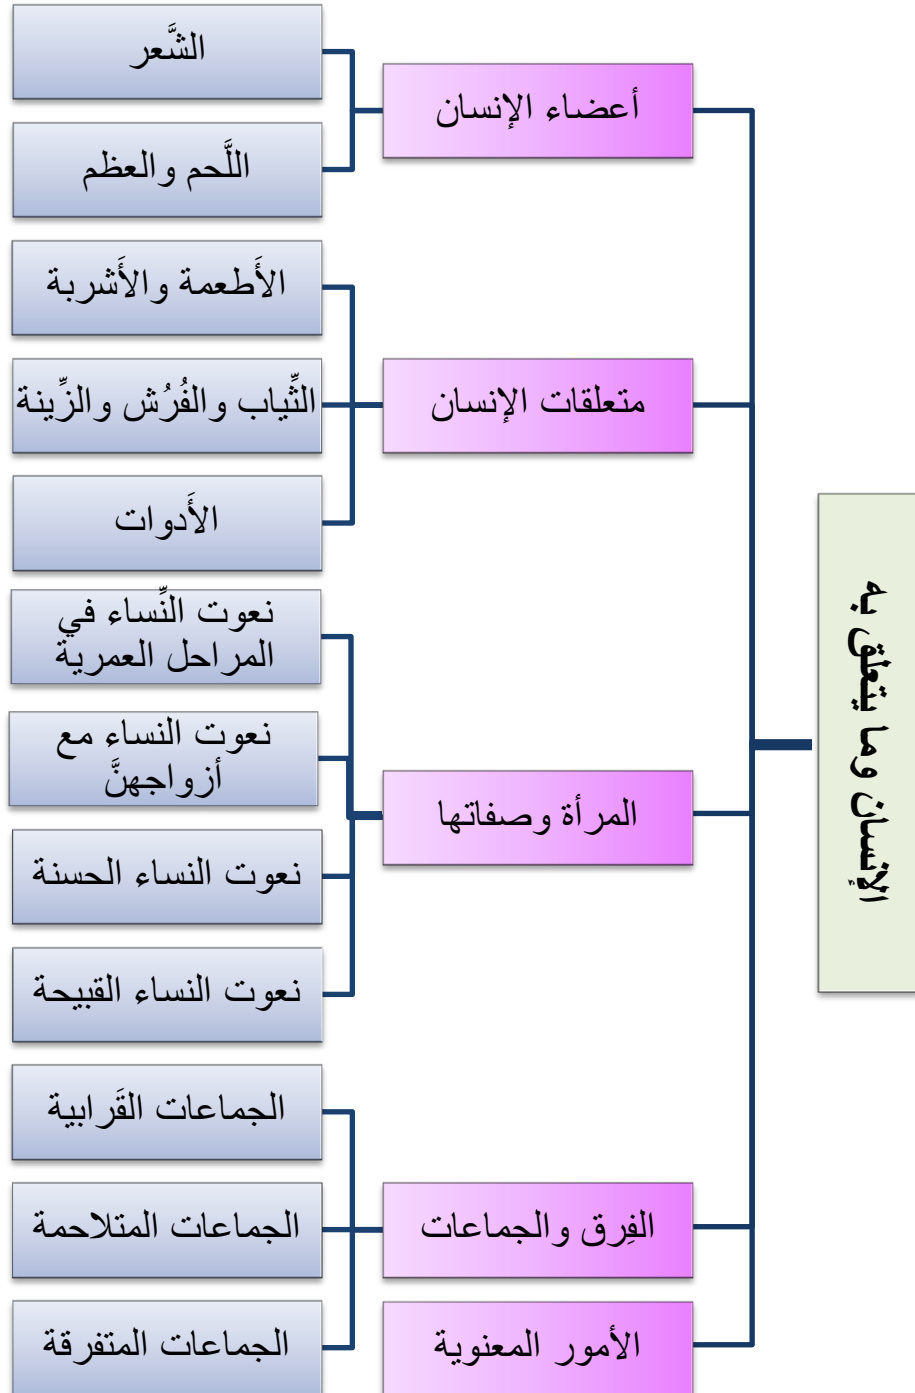 الإنسان وما يتعلق به
أعضاء الإنسان
الشَّعر
اللَّحم والعظم
متعلقات الإنسان
الأَطعمة والأَشربة
الثِّياب والفُرُش والزِّينة
الأَدوات
المرأة وصفاتها
نعوت النِّساء في
المراحل العمرية
نعوت النساء مع
أزواجهنَّ
نعوت النساء الحسنة
نعوت النساء القبيحة
الفِرق والجماعات
الجماعات القَرابية
الجماعات المتلاحمة
الجماعات المتفرقة
الأمور المعنوية